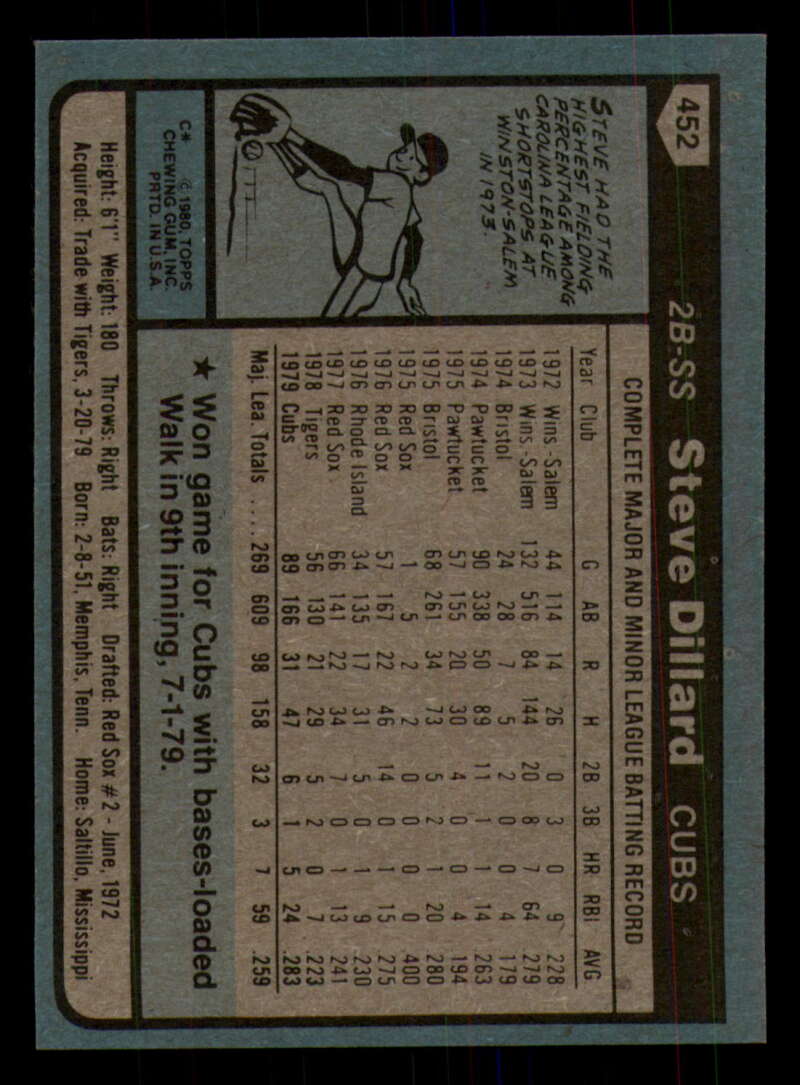 452
2B-SS Steve Dillard CUBS
STEVE HAD THE
HIGHEST FIELDING
PERCENTAGE AMONG
CAROLINA LEAGUE
SHORTSTOPS AT
WINSTON-SALEM
IN 1973.
C* © 1980, TOPPS
CHEWING GUM, INC.
PRTD. IN U.S.A.
COMPLETE MAJOR AND MINOR LEAGUE BATTING RECORD
Year Club G AB R H 2B 3B HR RBI AVG
1972 Wins.-Salem 44 114 14 26 0 3 0 9 .228
1973 Wins.-Salem 132 516 84 144 20 8 7 64 .279
1974 Bristol 24 28 7 5 2 0 0 4 .179
1974 Pawtucket 90 338 50 89 11 1 1 14 .263
1975 Pawtucket 57 155 20 30 4 0 0 4 .194
1975 Bristol 68 261 34 73 5 2 1 20 .280
1975 Red Sox 1 5 2 2 0 0 0 0 .400
1976 Red Sox 57 167 22 46 14 0 1 15 .275
1976 Rhode Island 34 135 17 31 5 0 1 9 .230
1977 Red Sox 66 141 22 34 7 0 1 13 .241
1978 Tigers 56 130 21 29 5 2 0 7 .223
1979 Cubs 89 166 31 47 6 1 5 24 .283
Maj. Lea. Totals .... 269 609 98 158 32 3 7 59 .259
★ Won game for Cubs with bases-loaded
Walk in 9th inning, 7-1-79.
Height: 6'1" Weight: 180 Throws: Right Bats: Right Drafted: Red Sox #2 - June, 1972
Acquired: Trade with Tigers, 3-20-79 Born: 2-8-51, Memphis, Tenn. Home: Saltillo, Mississippi